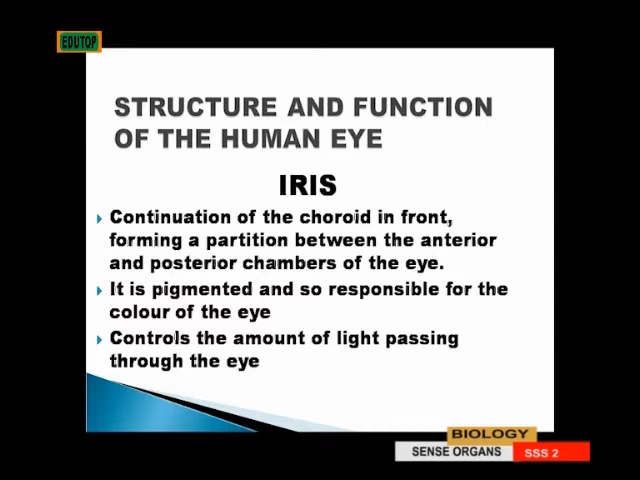 EDUTOP
STRUCTURE AND FUNCTION
OF THE HUMAN EYE
IRIS
Continuation of the choroid in front,
forming a partition between the anterior
and posterior chambers of the eye.
It is pigmented and so responsible for the
colour of the eye
Controls the amount of light passing
through the eye
BIOLOGY
SENSE ORGANS SSS 2